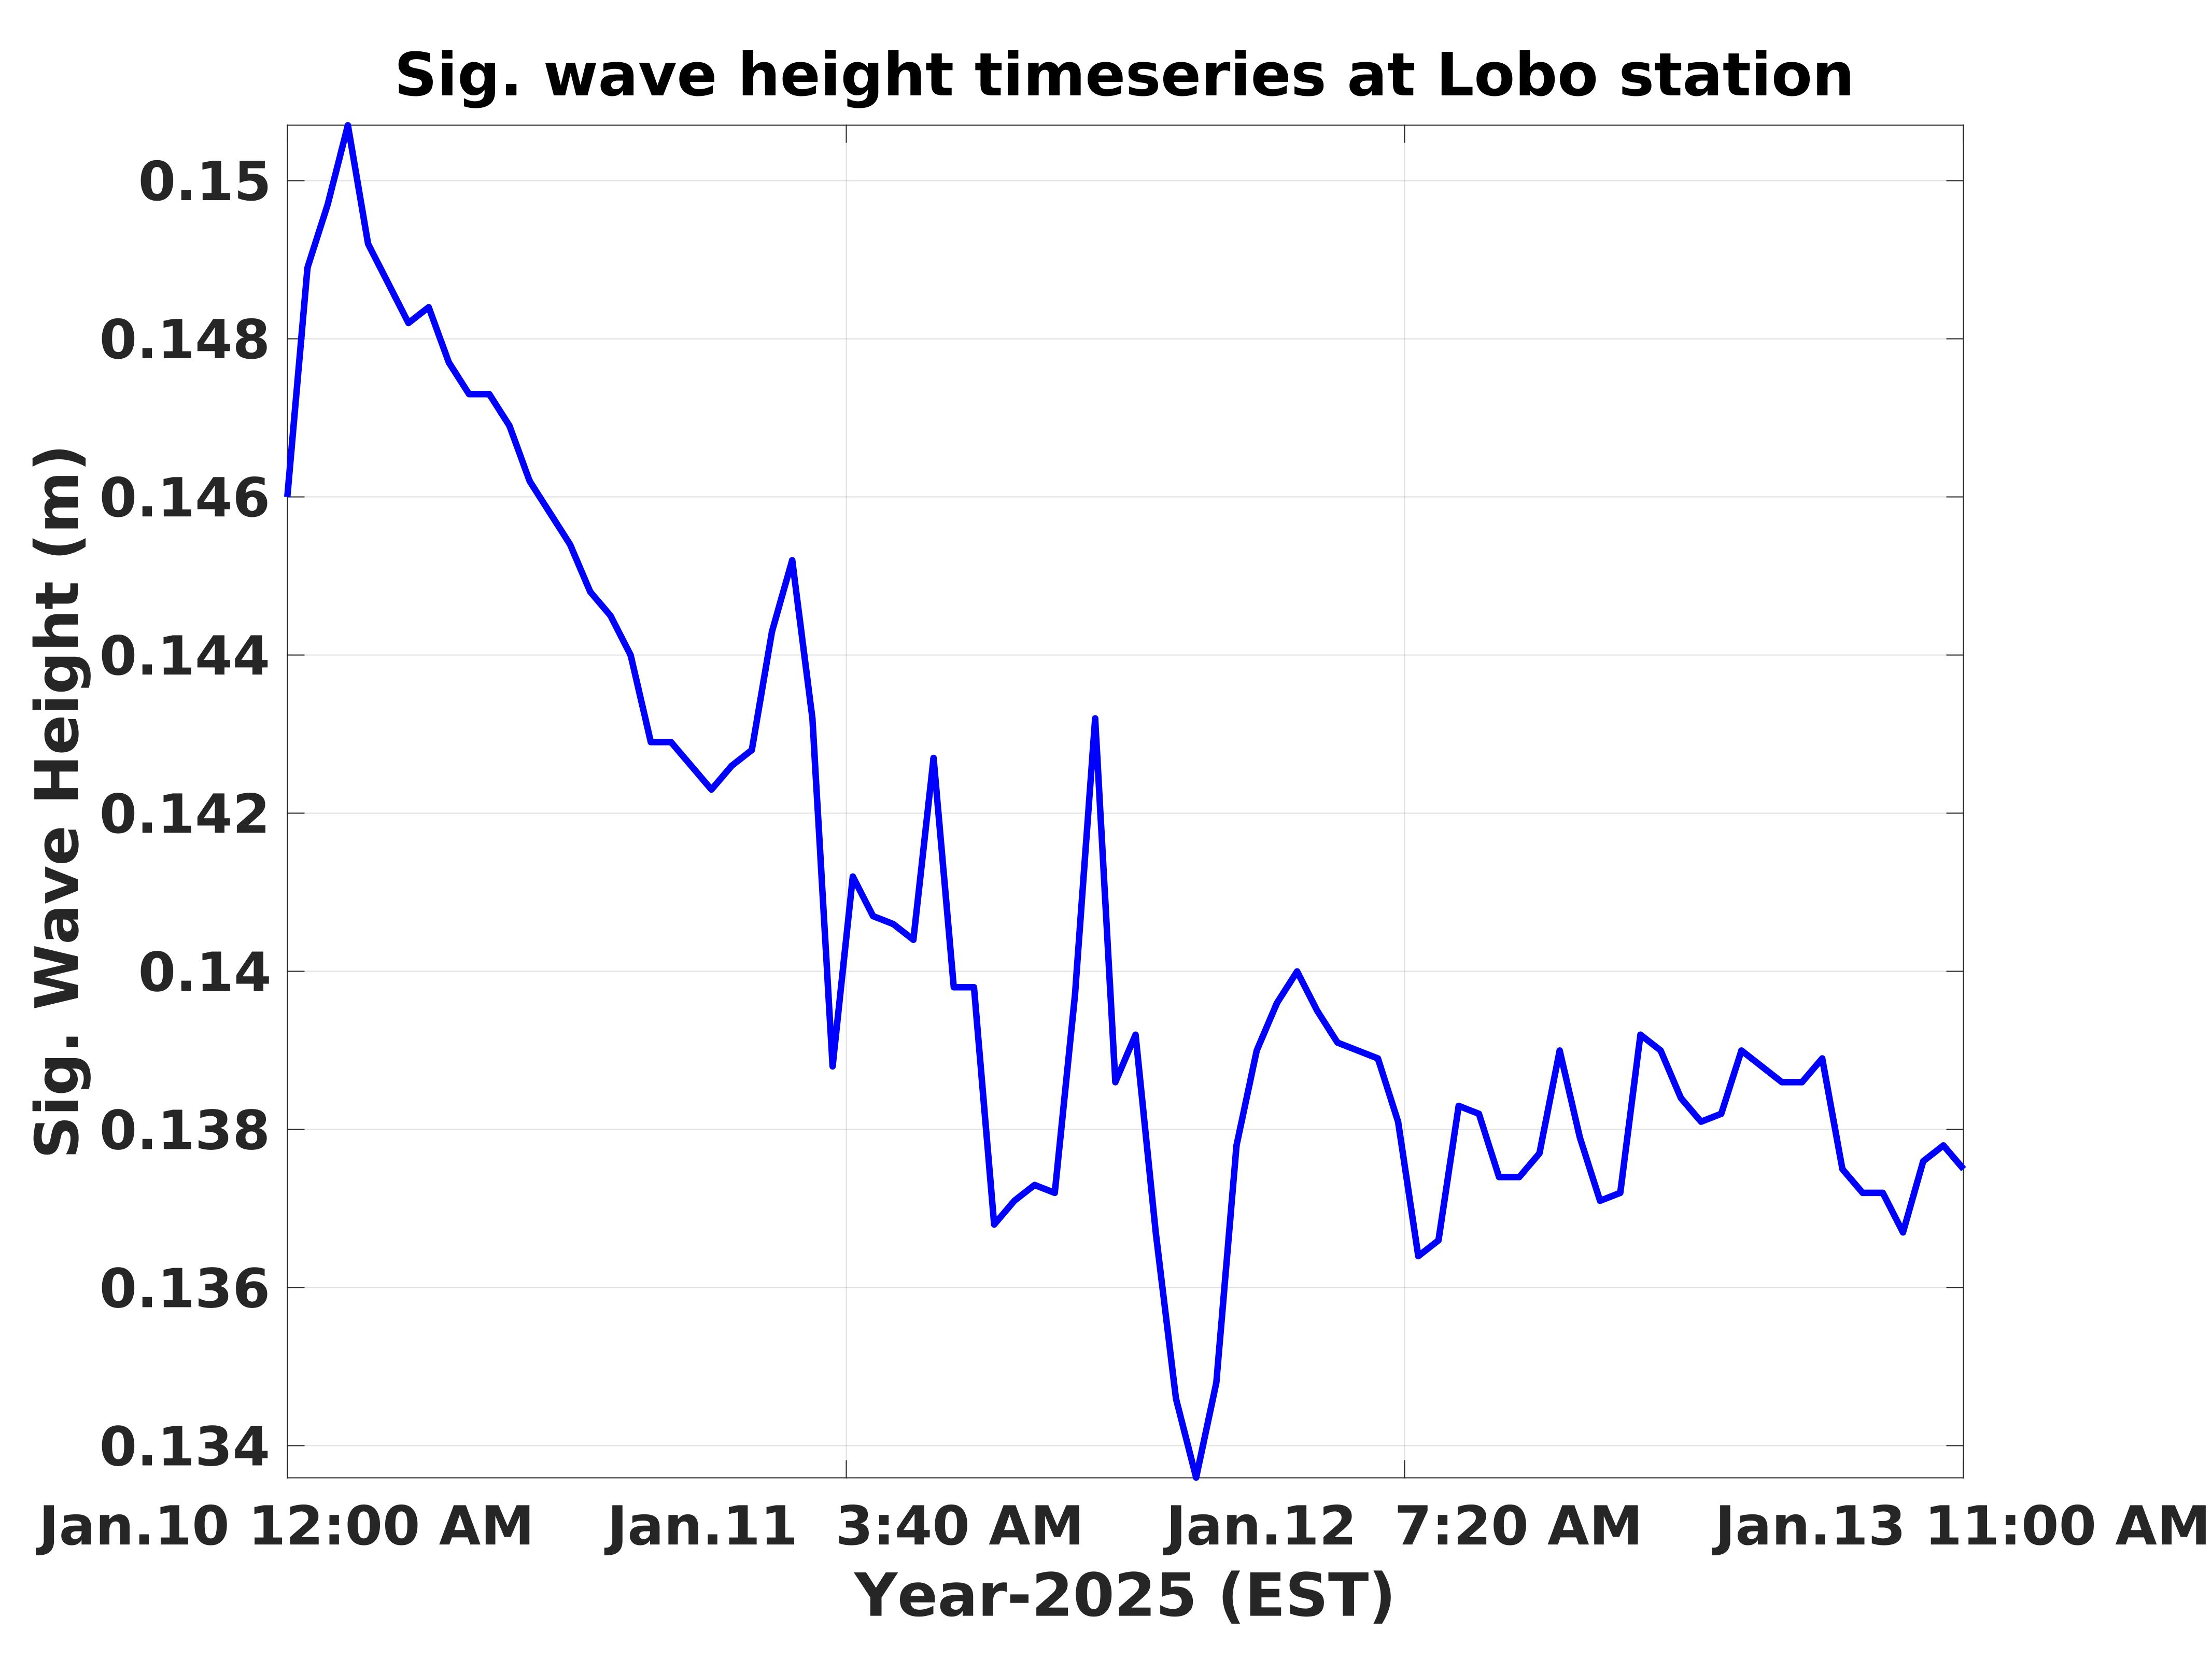 Sig. wave height timeseries at Lobo station
0.15
0.148
0.146
0.144
0.142
0.14
0.138
0.136
0.134
Sig. Wave Height (m)
Jan.10 12:00 AM Jan.11 3:40 AM Jan.12 7:20 AM Jan.13 11:00 AM
Year-2025 (EST)